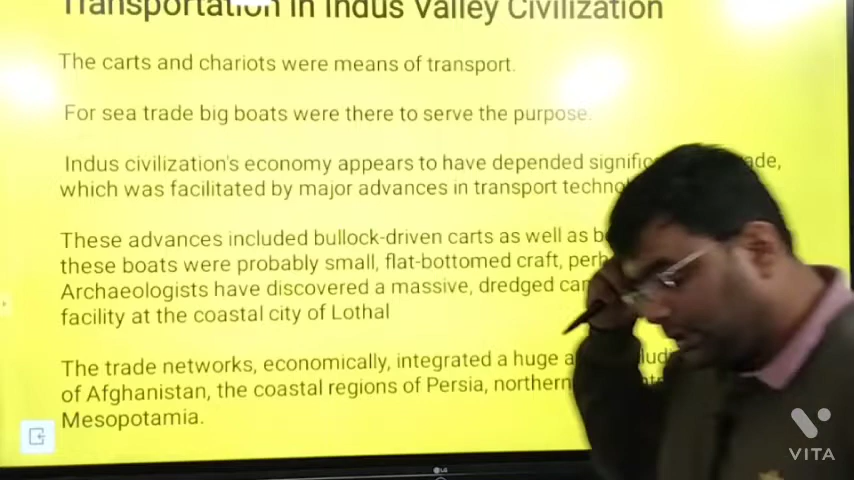 Transportation in Indus Valley Civilization
The carts and chariots were means of transport.
For sea trade big boats were there to serve the purpose.
Indus civilization's economy appears to have depended
which was facilitated by major advances in transport
These advances included bullock-driven carts as well as
these boats were probably small, flat-bottomed craft,
Archaeologists have discovered a massive, dredged
facility at the coastal city of Lothal
The trade networks, economically, integrated a huge
of Afghanistan, the coastal regions of Persia, northern
Mesopotamia.
LG
VITA